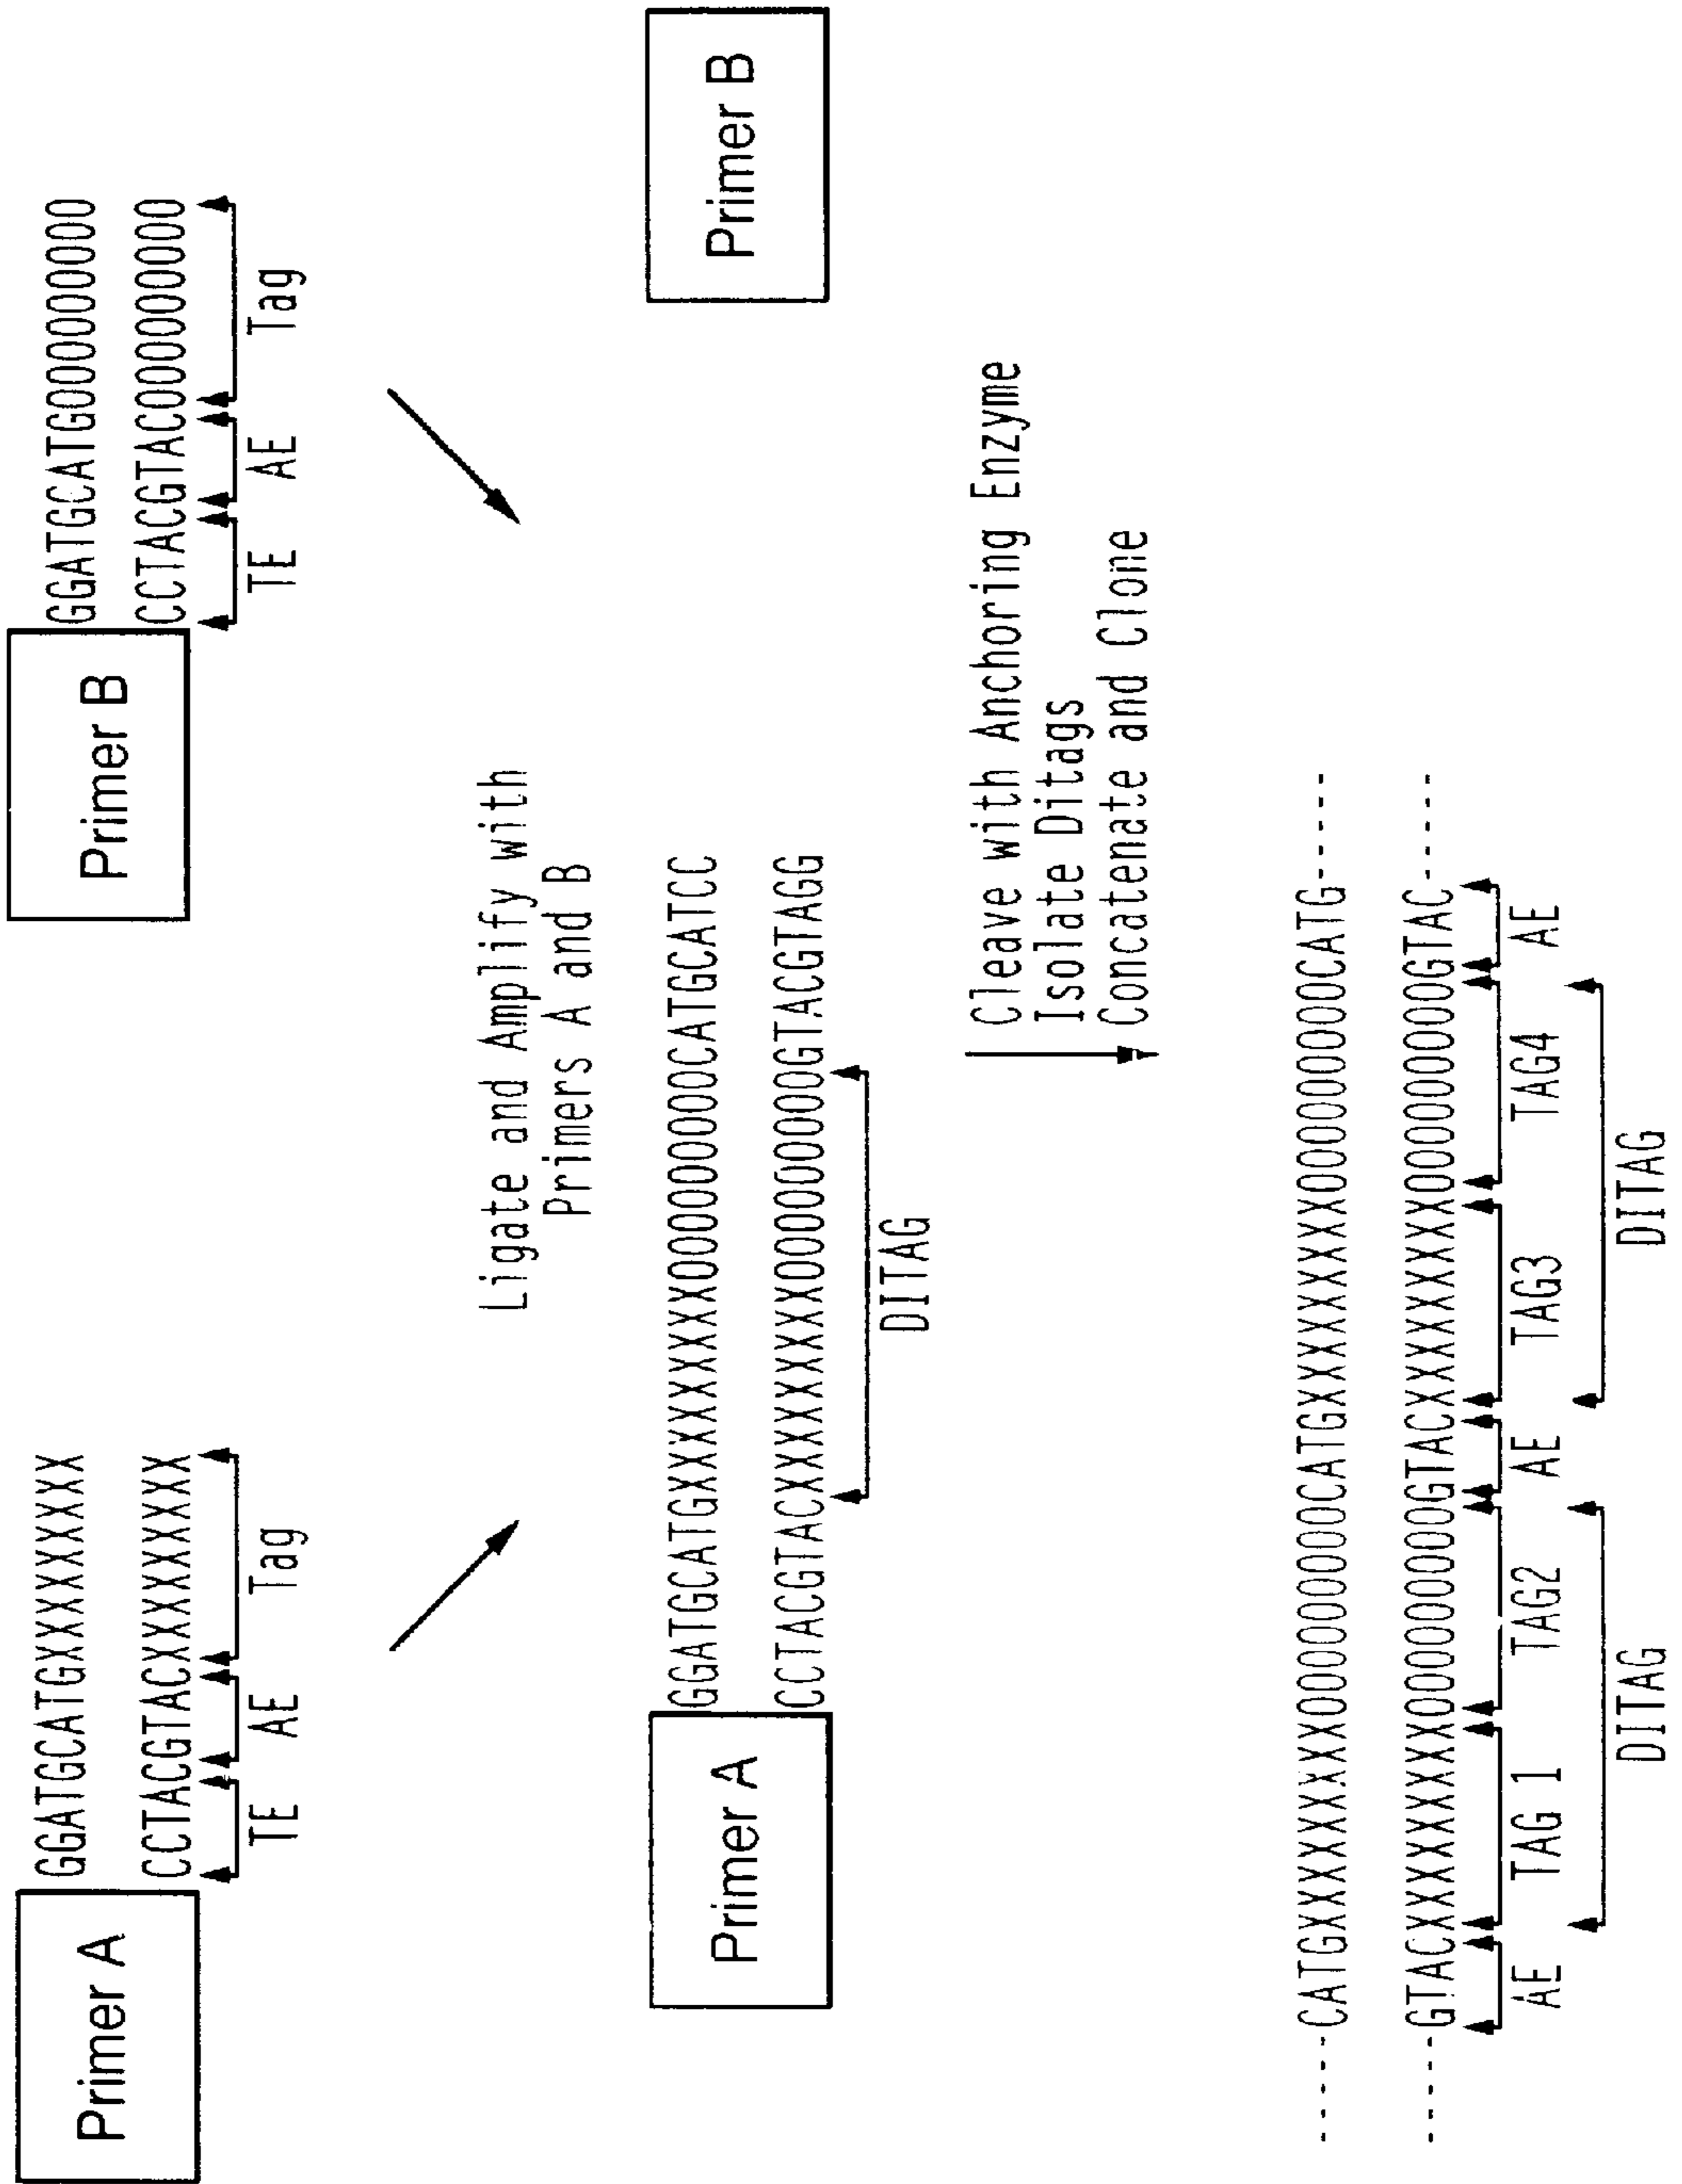 Primer A
GGATGCATGXXXXXXXXX
CCTACGTACXXXXXXXXX
TE AE Tag
Primer B
GGATGCATGOOOOOOOOO
CCTACGTACOOOOOOOOO
TE AE Tag
Ligate and Amplify with
Primers A and B
Primer A
GGATGCATGXXXXXXXXXOOOOOOOOOCATGCATCC
CCTACGTACXXXXXXXXXOOOOOOOOOGTACGTAGG
Primer B
DITAG
Cleave with Anchoring Enzyme
Isolate Ditags
Concatenate and Clone
-----CATGXXXXXXXXXOOOOOOOOOCATGXXXXXXXXXOOOOOOOOOCATG-----
-----GTACXXXXXXXXXOOOOOOOOOGTACXXXXXXXXXOOOOOOOOOGTAC-----
AE TAG 1 TAG2 AE TAG3 TAG4 AE
DITAG DITAG